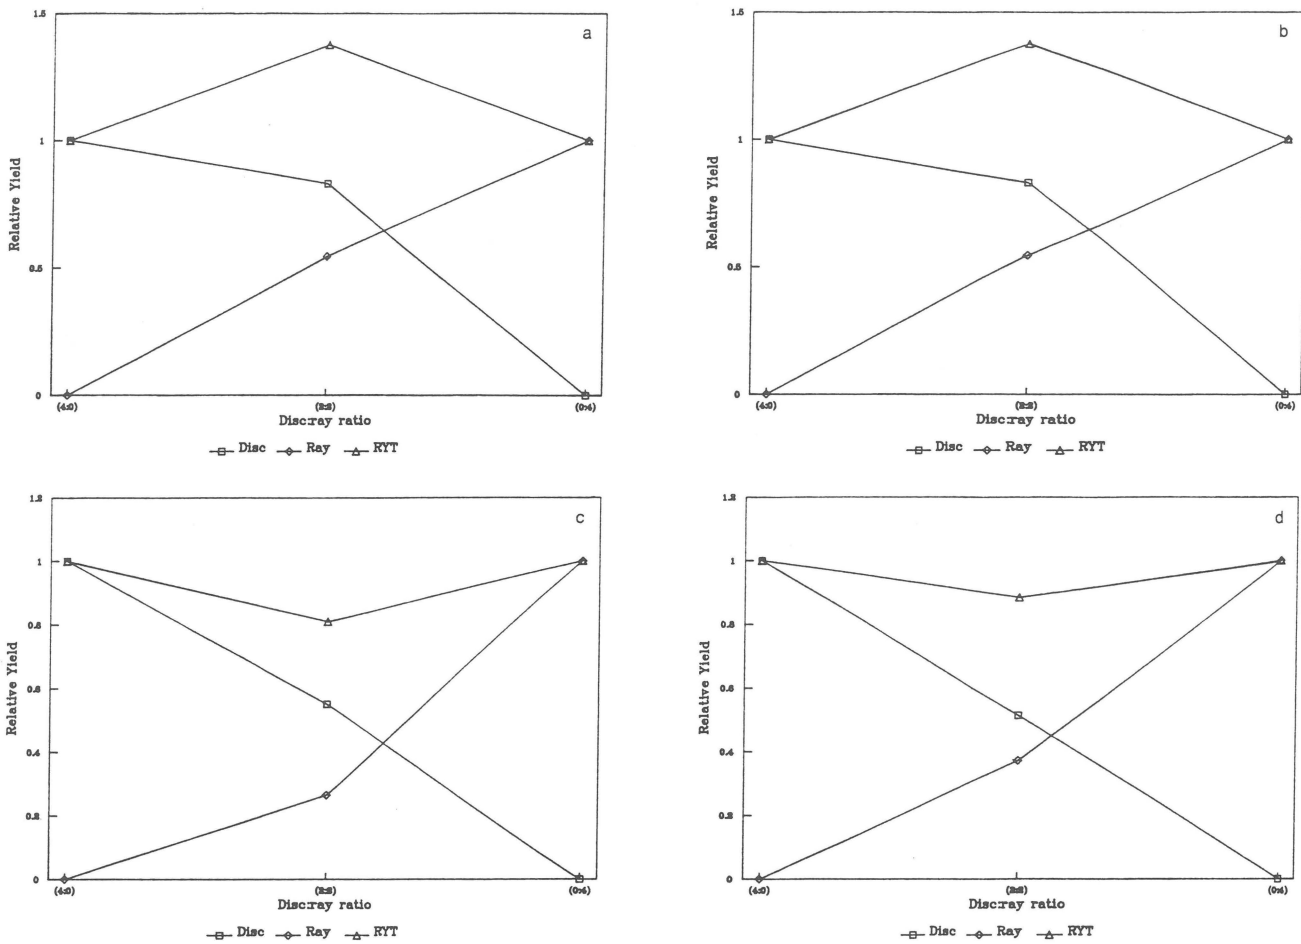 1.5
a
1
0.5
0
Relative Yield
(4:0)
(2:2)
(0:4)
Disc:ray ratio
Disc Ray RYT
1.5
b
1
0.5
0
Relative Yield
(4:0)
(2:2)
(0:4)
Disc:ray ratio
Disc Ray RYT
1.2
c
1
0.8
0.6
0.4
0.2
0
Relative Yield
(4:0)
(2:2)
(0:4)
Disc:ray ratio
Disc Ray RYT
1.2
d
1
0.8
0.6
0.4
0.2
0
Relative Yield
(4:0)
(2:2)
(0:4)
Disc:ray ratio
Disc Ray RYT